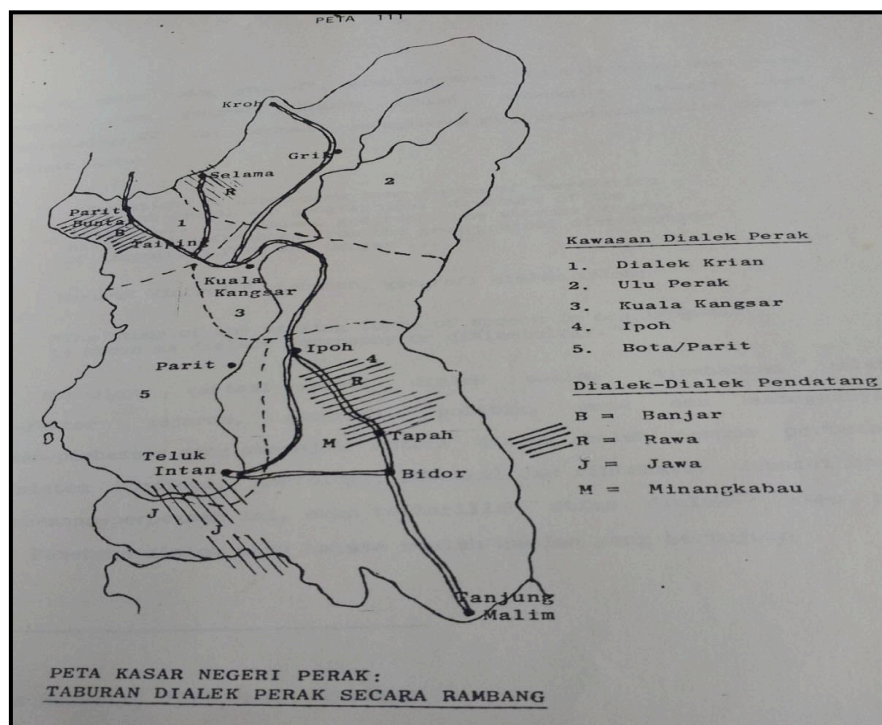 PETA III
Kroh
Grik
2
Selama
R
Parit
Bunta
B
1
Taiping
Kuala
Kangsar
3
Ipoh
4
R
Parit
5
M
Tapah
Teluk
Intan
Bidor
J
J
Tanjung
Malim
Kawasan Dialek Perak
1. Dialek Krian
2. Ulu Perak
3. Kuala Kangsar
4. Ipoh
5. Bota/Parit
Dialek-Dialek Pendatang
B = Banjar
R = Rawa
J = Jawa
M = Minangkabau
PETA KASAR NEGERI PERAK:
TABURAN DIALEK PERAK SECARA RAMBANG